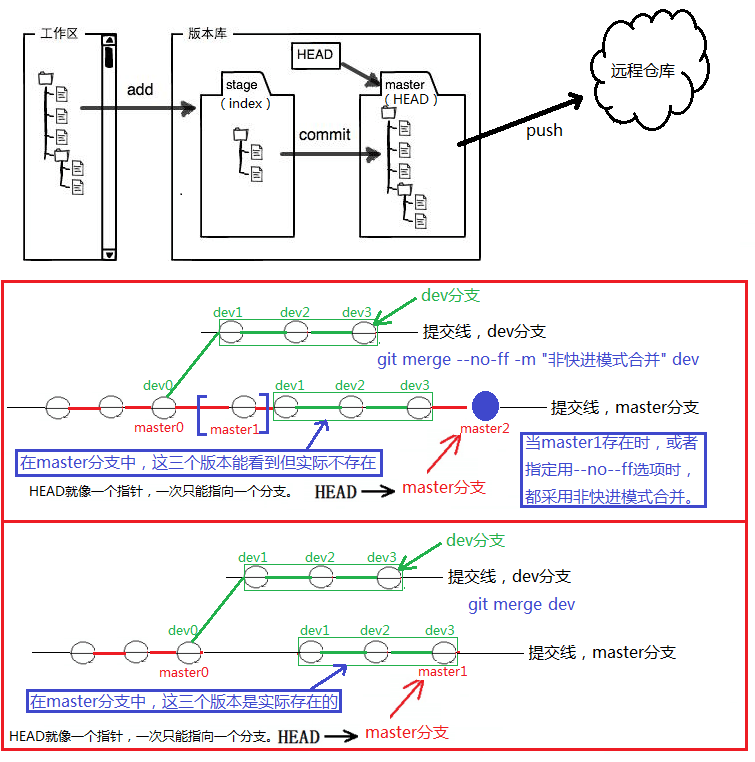 工作区
版本库
HEAD
远程仓库
stage
（index）
master
（HEAD）
add
commit
push
dev分支
dev1
dev2
dev3
提交线，dev分支
git merge --no-ff -m "非快进模式合并" dev
dev0
dev1
dev2
dev3
提交线，master分支
master0
master1
master2
在master分支中，这三个版本能看到但实际不存在
当master1存在时，或者
指定用--no--ff选项时，
都采用非快进模式合并。
HEAD就像一个指针，一次只能指向一个分支。
HEAD
master分支
dev分支
dev1
dev2
dev3
提交线，dev分支
git merge dev
dev0
dev1
dev2
dev3
提交线，master分支
master0
master1
在master分支中，这三个版本是实际存在的
HEAD就像一个指针，一次只能指向一个分支。
HEAD
master分支